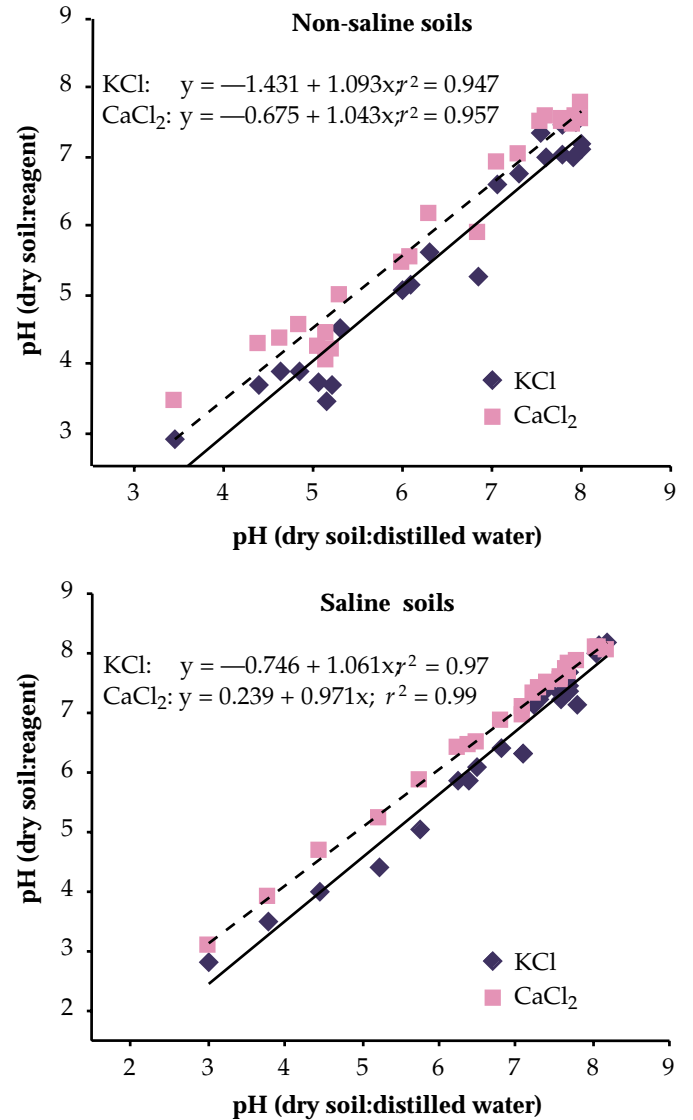 Non-saline soils
KCl: y = —1.431 + 1.093x; r² = 0.947
CaCl₂: y = —0.675 + 1.043x; r² = 0.957
9
8
7
6
5
4
3
pH (dry soil:reagent)
KCl
CaCl₂
3 4 5 6 7 8 9
pH (dry soil:distilled water)
Saline soils
KCl: y = —0.746 + 1.061x; r² = 0.97
CaCl₂: y = 0.239 + 0.971x; r² = 0.99
9
8
7
6
5
4
3
2
pH (dry soil:reagent)
KCl
CaCl₂
2 3 4 5 6 7 8 9
pH (dry soil:distilled water)